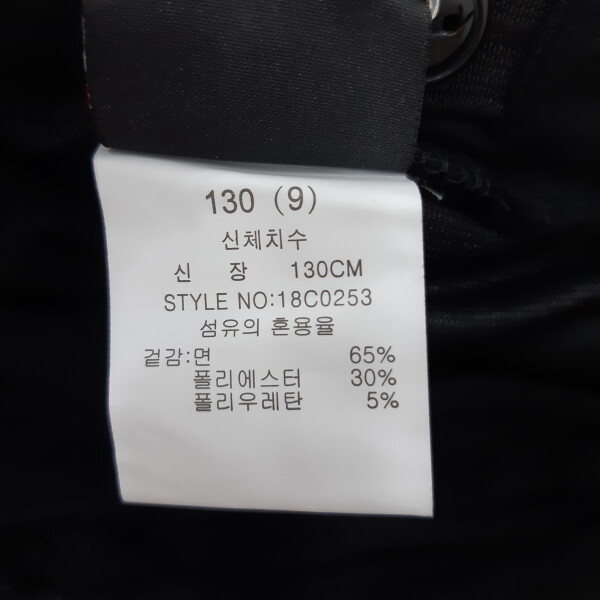 130 (9)
신체치수
신 장 130CM
STYLE NO:18C0253
섬유의 혼용율
겉감:면 65%
폴리에스터 30%
폴리우레탄 5%